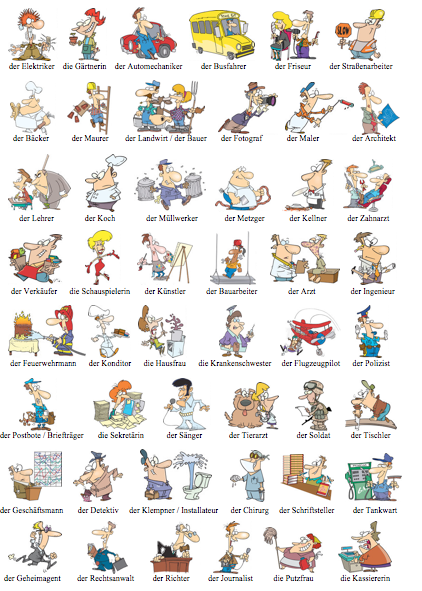 der Elektriker die Gärtnerin der Automechaniker der Busfahrer der Friseur der Straßenarbeiter
SLOW
der Bäcker der Maurer der Landwirt / der Bauer der Fotograf der Maler der Architekt
der Lehrer der Koch der Müllwerker der Metzger der Kellner der Zahnarzt
der Verkäufer die Schauspielerin der Künstler der Bauarbeiter der Arzt der Ingenieur
der Feuerwehrmann der Konditor die Hausfrau die Krankenschwester der Flugzeugpilot der Polizist
der Postbote / Briefträger die Sekretärin der Sänger der Tierarzt der Soldat der Tischler
der Geschäftsmann der Detektiv der Klempner / Installateur der Chirurg der Schriftsteller der Tankwart
der Geheimagent der Rechtsanwalt der Richter der Journalist die Putzfrau die Kassiererin